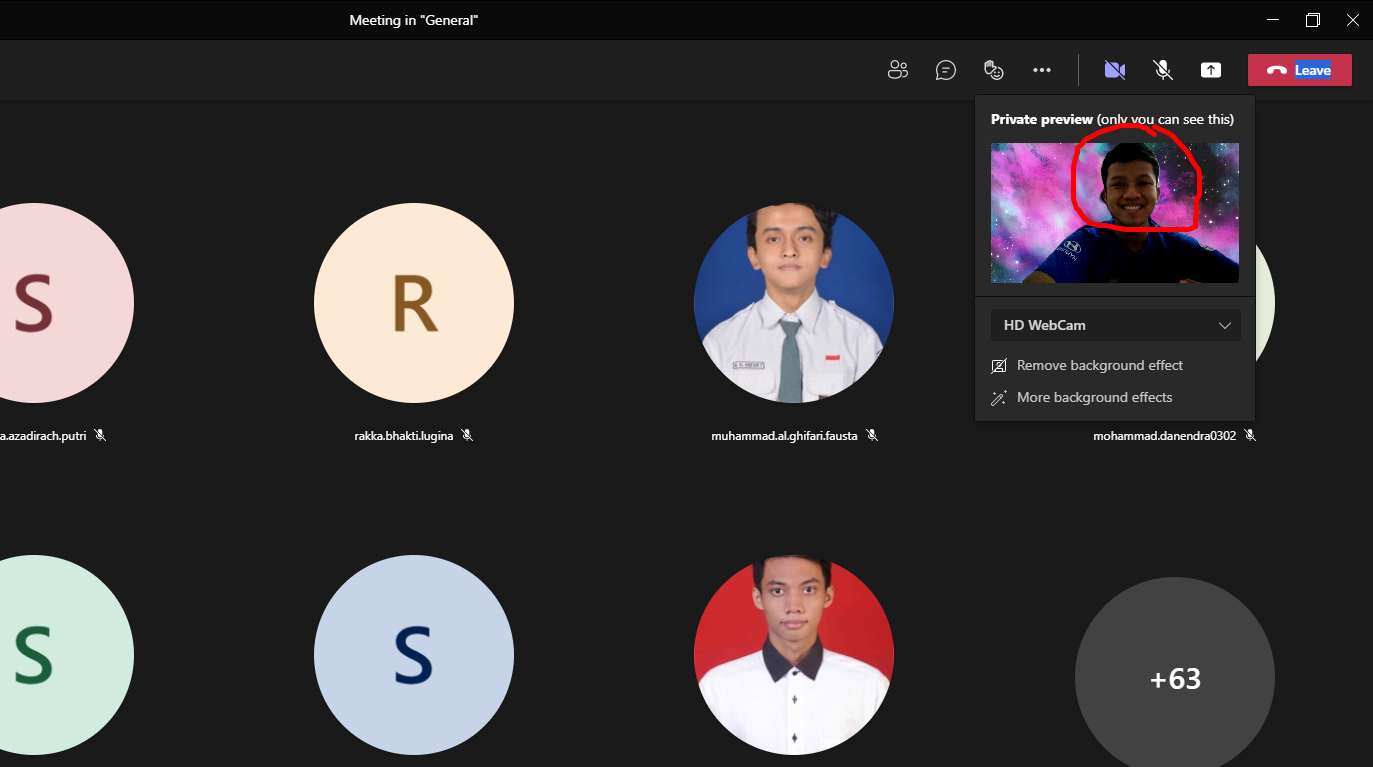 Meeting in "General"
Leave
Private preview (only you can see this)
HD WebCam
Remove background effect
More background effects
S
R
a.azadirach.putri
rakka.bhakti.lugina
muhammad.al.ghifari.fausta
mohammad.danendra0302
S
S
+63